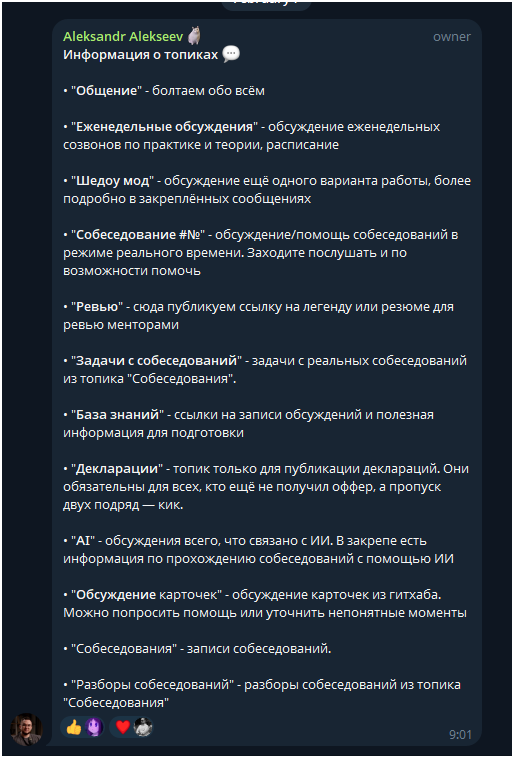 Aleksandr Alekseev owner
Информация о топиках 💬
• "Общение" - болтаем обо всём
• "Еженедельные обсуждения" - обсуждение еженедельных
созвонов по практике и теории, расписание
• "Шедоу мод" - обсуждение ещё одного варианта работы, более
подробно в закреплённых сообщениях
• "Собеседование #№" - обсуждение/помощь собеседований в
режиме реального времени. Заходите послушать и по
возможности помочь
• "Ревью" - сюда публикуем ссылку на легенду или резюме для
ревью менторами
• "Задачи с собеседований" - задачи с реальных собеседований
из топика "Собеседования".
• "База знаний" - ссылки на записи обсуждений и полезная
информация для подготовки
• "Декларации" - топик только для публикации деклараций. Они
обязательны для всех, кто ещё не получил оффер, а пропуск
двух подряд — кик.
• "AI" - обсуждения всего, что связано с ИИ. В закрепе есть
информация по прохождению собеседований с помощью ИИ
• "Обсуждение карточек" - обсуждение карточек из гитхаба.
Можно попросить помощь или уточнить непонятные моменты
• "Собеседования" - записи собеседований.
• "Разборы собеседований" - разборы собеседований из топика
"Собеседования"
9:01